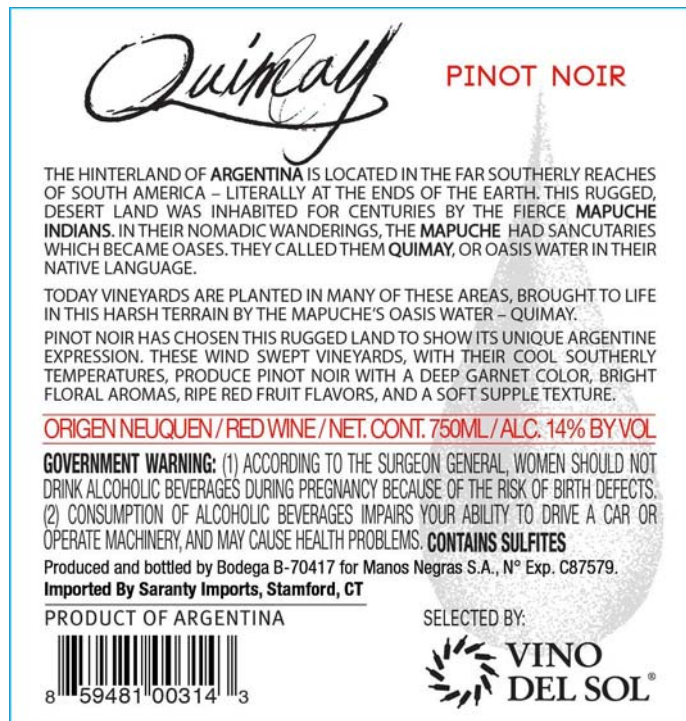 Quimay
PINOT NOIR
THE HINTERLAND OF ARGENTINA IS LOCATED IN THE FAR SOUTHERLY REACHES
OF SOUTH AMERICA – LITERALLY AT THE ENDS OF THE EARTH. THIS RUGGED,
DESERT LAND WAS INHABITED FOR CENTURIES BY THE FIERCE MAPUCHE
INDIANS. IN THEIR NOMADIC WANDERINGS, THE MAPUCHE HAD SANCUTARIES
WHICH BECAME OASES. THEY CALLED THEM QUIMAY, OR OASIS WATER IN THEIR
NATIVE LANGUAGE.
TODAY VINEYARDS ARE PLANTED IN MANY OF THESE AREAS, BROUGHT TO LIFE
IN THIS HARSH TERRAIN BY THE MAPUCHE'S OASIS WATER – QUIMAY.
PINOT NOIR HAS CHOSEN THIS RUGGED LAND TO SHOW ITS UNIQUE ARGENTINE
EXPRESSION. THESE WIND SWEPT VINEYARDS, WITH THEIR COOL SOUTHERLY
TEMPERATURES, PRODUCE PINOT NOIR WITH A DEEP GARNET COLOR, BRIGHT
FLORAL AROMAS, RIPE RED FRUIT FLAVORS, AND A SOFT SUPPLE TEXTURE.
ORIGEN NEUQUEN / RED WINE / NET. CONT. 750ML / ALC. 14% BY VOL
GOVERNMENT WARNING: (1) ACCORDING TO THE SURGEON GENERAL, WOMEN SHOULD NOT
DRINK ALCOHOLIC BEVERAGES DURING PREGNANCY BECAUSE OF THE RISK OF BIRTH DEFECTS.
(2) CONSUMPTION OF ALCOHOLIC BEVERAGES IMPAIRS YOUR ABILITY TO DRIVE A CAR OR
OPERATE MACHINERY, AND MAY CAUSE HEALTH PROBLEMS. CONTAINS SULFITES
Produced and bottled by Bodega B-70417 for Manos Negras S.A., N° Exp. C87579.
Imported By Saranty Imports, Stamford, CT
PRODUCT OF ARGENTINA
8 59481 00314 3
SELECTED BY:
VINO
DEL SOL®